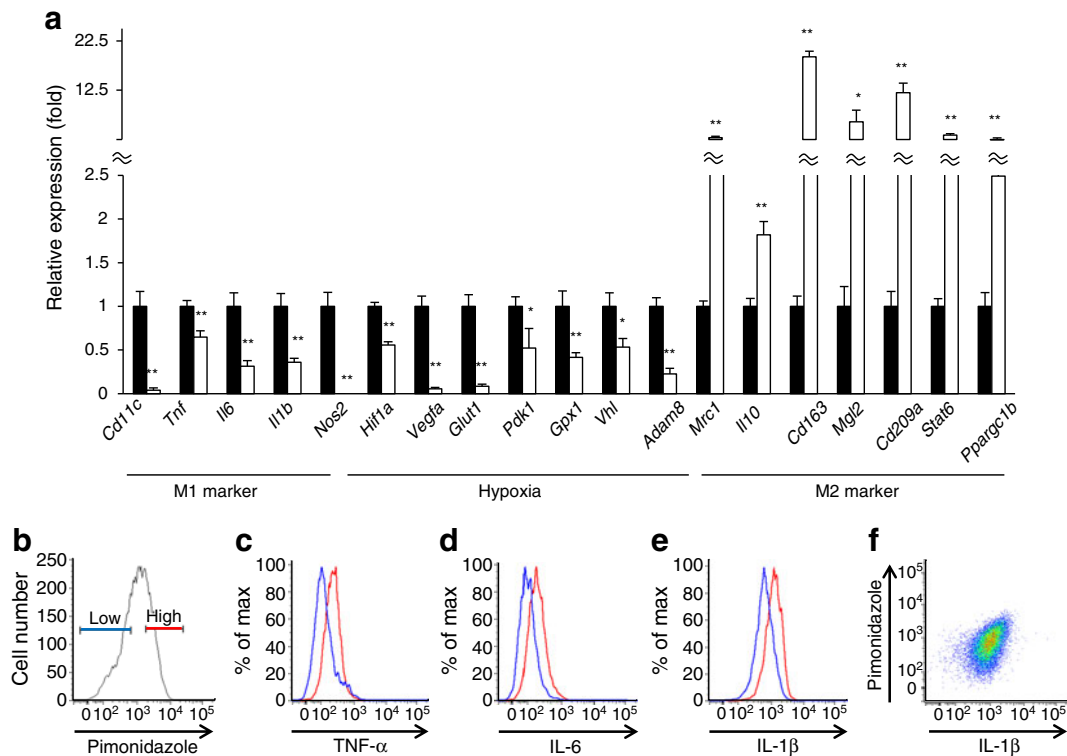 a
Relative expression (fold)
22.5
12.5
≈
2.5
2
1.5
1
0.5
0
** ** ** ** ** ** ** ** * ** * ** ** ** ** * ** ** **
≈ ≈ ≈ ≈ ≈ ≈
Cd11c Tnf Il6 Il1b Nos2 Hif1a Vegfa Glut1 Pdk1 Gpx1 Vhl Adam8 Mrc1 Il10 Cd163 Mgl2 Cd209a Stat6 Ppargc1b
M1 marker Hypoxia M2 marker
b
Cell number
250
200
150
100
50
0
Low High
0 10² 10³ 10⁴ 10⁵
Pimonidazole
c
% of max
100
80
60
40
20
0
0 10² 10³ 10⁴ 10⁵
TNF-α
d
% of max
100
80
60
40
20
0
0 10² 10³ 10⁴ 10⁵
IL-6
e
% of max
100
80
60
40
20
0
0 10² 10³ 10⁴ 10⁵
IL-1β
f
Pimonidazole
10⁵
10⁴
10³
10²
0
0 10² 10³ 10⁴ 10⁵
IL-1β